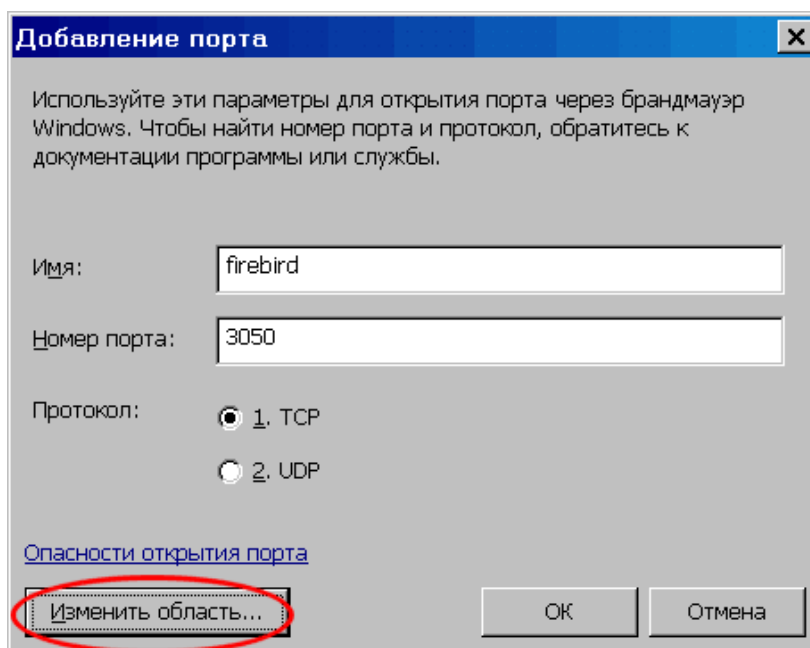 Добавление порта
Используйте эти параметры для открытия порта через брандмауэр
Windows. Чтобы найти номер порта и протокол, обратитесь к
документации программы или службы.
Имя: firebird
Номер порта: 3050
Протокол: 1. TCP
2. UDP
Опасности открытия порта
Изменить область... ОК Отмена